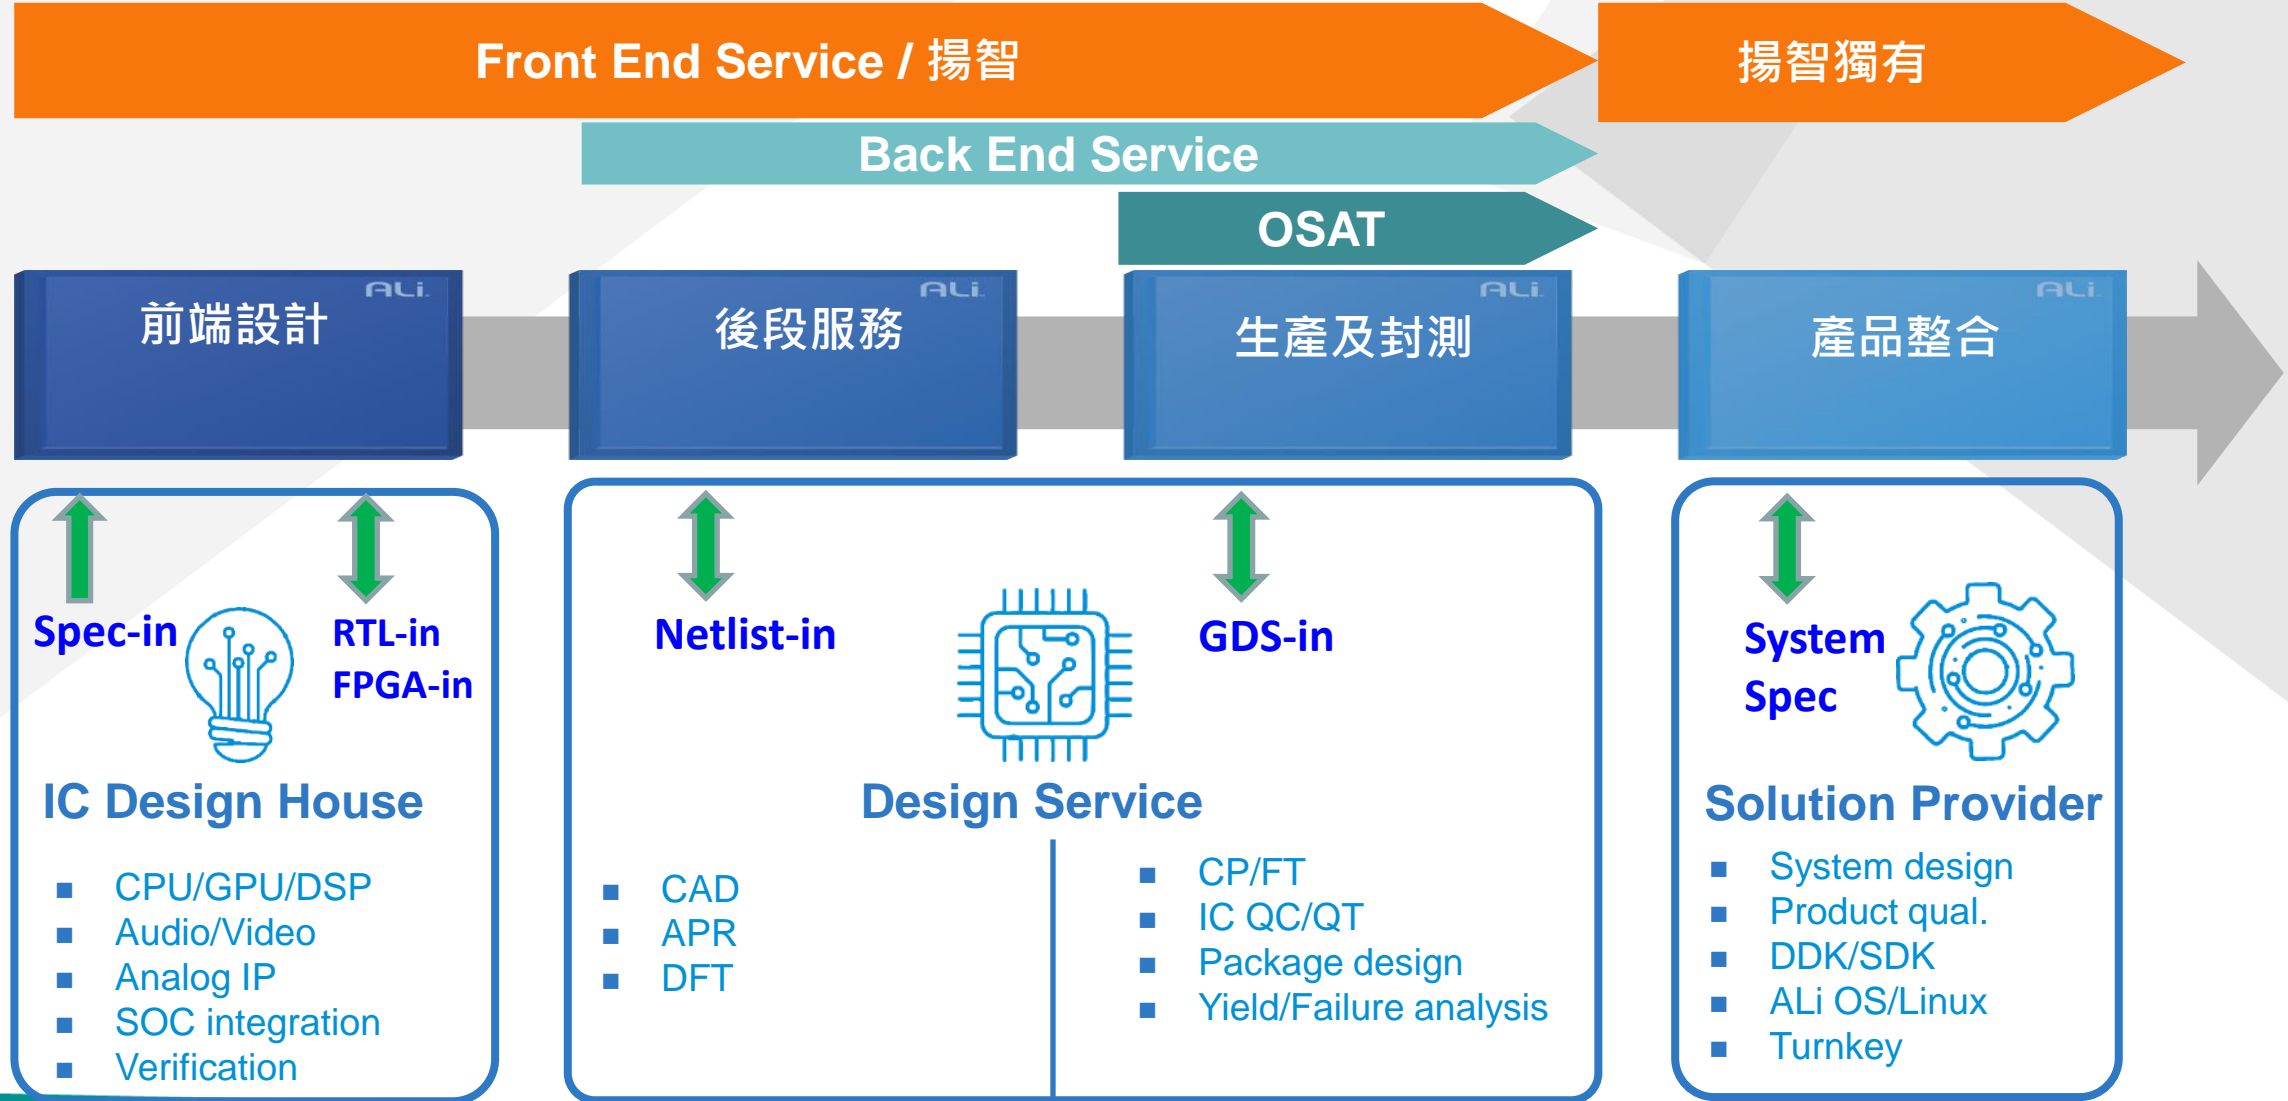 Front End Service / 揚智
揚智獨有
Back End Service
OSAT
ALi
前端設計
ALi
後段服務
ALi
生產及封測
ALi
產品整合
Spec-in
RTL-in
FPGA-in
IC Design House
■ CPU/GPU/DSP
■ Audio/Video
■ Analog IP
■ SOC integration
■ Verification
Netlist-in
GDS-in
Design Service
■ CAD
■ APR
■ DFT
■ CP/FT
■ IC QC/QT
■ Package design
■ Yield/Failure analysis
System
Spec
Solution Provider
■ System design
■ Product qual.
■ DDK/SDK
■ ALi OS/Linux
■ Turnkey